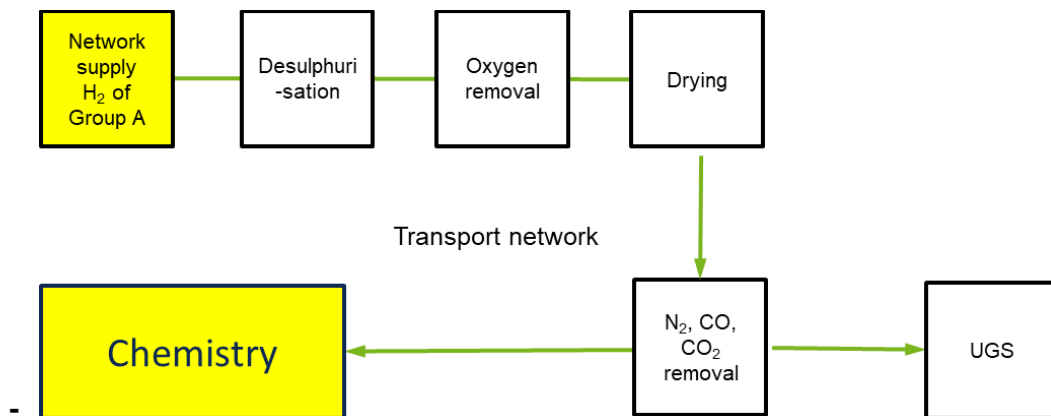 Network
supply
H₂ of
Group A
Desulphuri
-sation
Oxygen
removal
Drying
Transport network
Chemistry
N₂, CO,
CO₂
removal
UGS
-